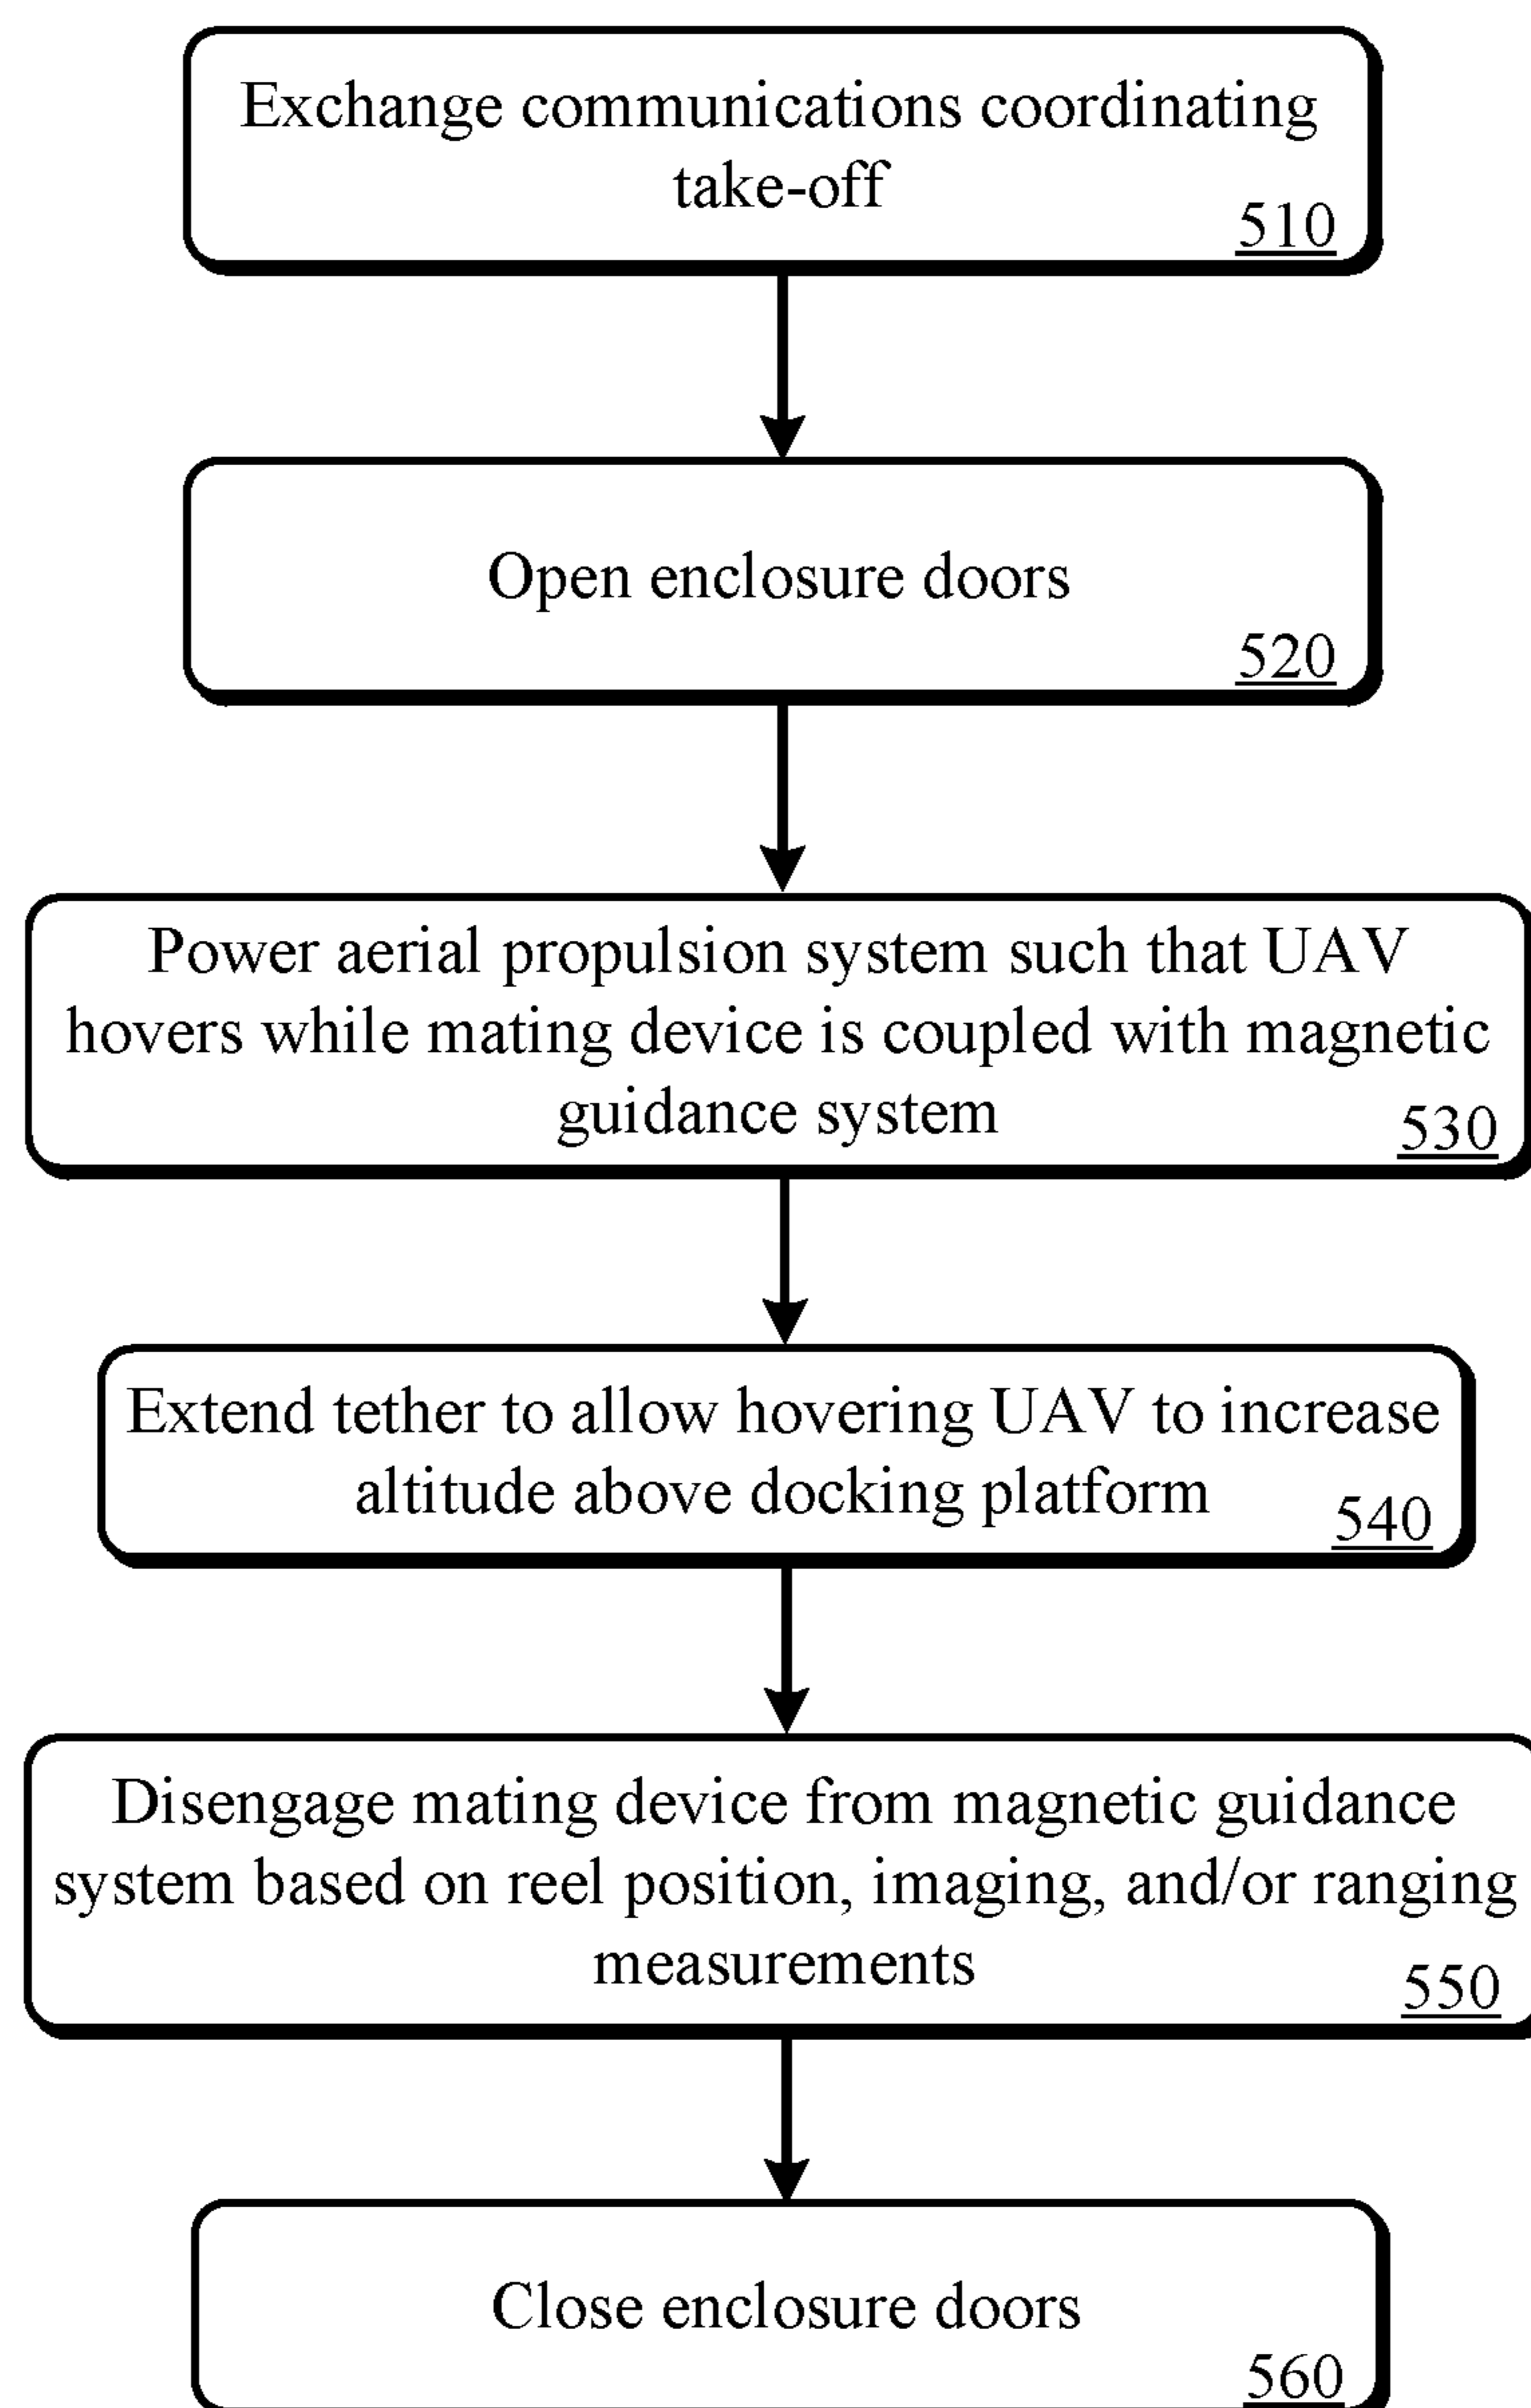 Exchange communications coordinating
take-off
510
Open enclosure doors
520
Power aerial propulsion system such that UAV
hovers while mating device is coupled with magnetic
guidance system
530
Extend tether to allow hovering UAV to increase
altitude above docking platform
540
Disengage mating device from magnetic guidance
system based on reel position, imaging, and/or ranging
measurements
550
Close enclosure doors
560